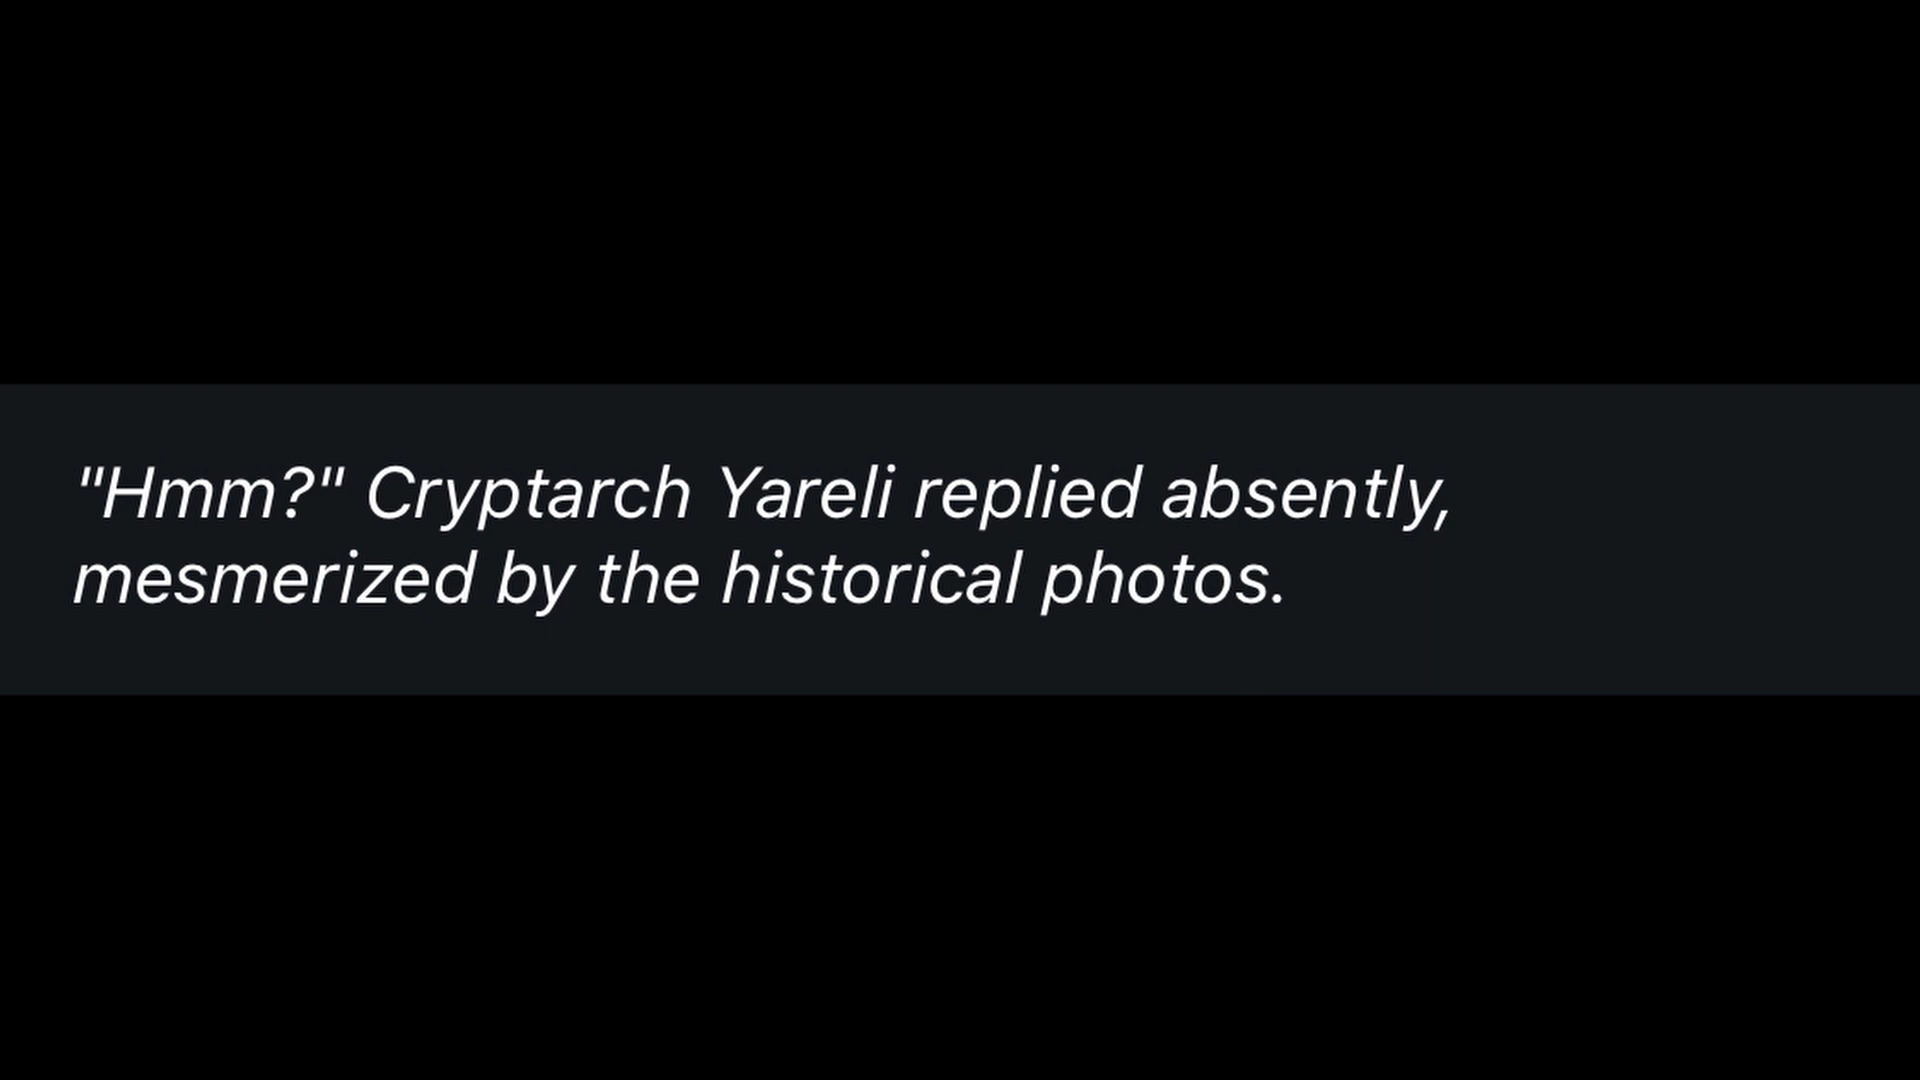 "Hmm?" Cryptarch Yareli replied absently,
mesmerized by the historical photos.